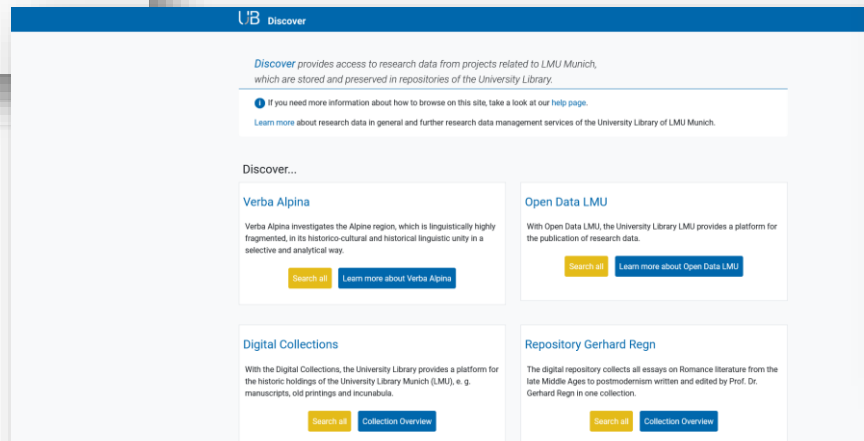 UB Discover
Discover provides access to research data from projects related to LMU Munich,
which are stored and preserved in repositories of the University Library.
i If you need more information about how to browse on this site, take a look at our help page.
Learn more about research data in general and further research data management services of the University Library of LMU Munich.
Discover...
Verba Alpina
Verba Alpina investigates the Alpine region, which is linguistically highly
fragmented, in its historico-cultural and historical linguistic unity in a
selective and analytical way.
Search all Learn more about Verba Alpina
Open Data LMU
With Open Data LMU, the University Library LMU provides a platform for
the publication of research data.
Search all Learn more about Open Data LMU
Digital Collections
With the Digital Collections, the University Library provides a platform for
the historic holdings of the University Library Munich (LMU), e. g.
manuscripts, old printings and incunabula.
Search all Collection Overview
Repository Gerhard Regn
The digital repository collects all essays on Romance literature from the
late Middle Ages to postmodernism written and edited by Prof. Dr.
Gerhard Regn in one collection.
Search all Collection Overview